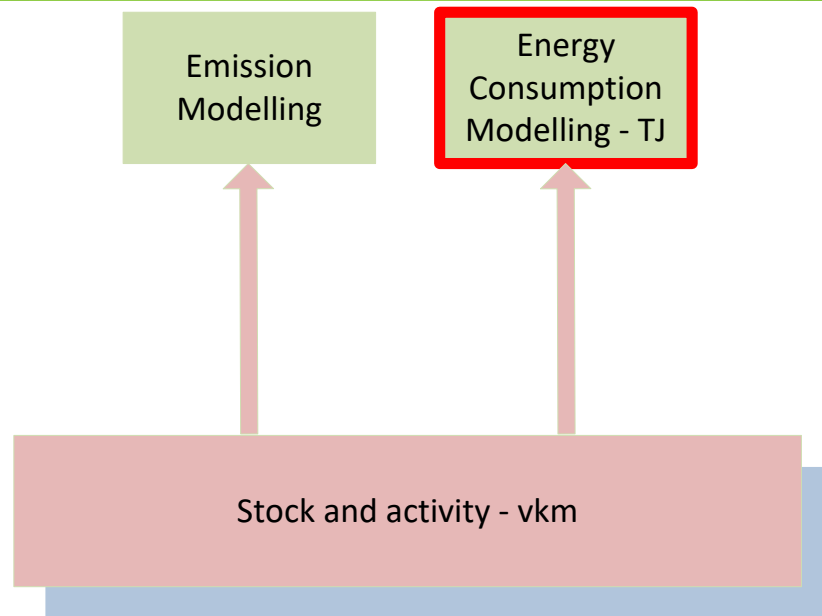 Emission
Modelling
Energy
Consumption
Modelling - TJ
Stock and activity - vkm